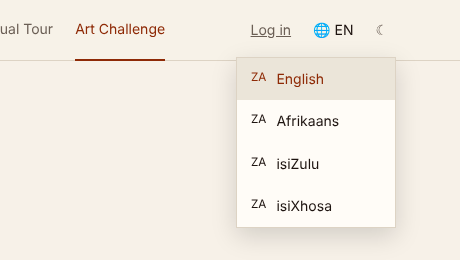 ual Tour Art Challenge Log in 🌐 EN ☾
ZA English
ZA Afrikaans
ZA isiZulu
ZA isiXhosa